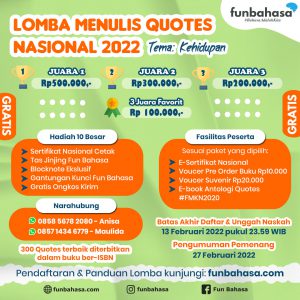 funbahasa
LOMBA MENULIS QUOTES
NASIONAL 2022 Tema: Kehidupan
JUARA 1
Rp500.000,-
JUARA 2
Rp300.000,-
JUARA 3
Rp200.000,-
GRATIS
3 Juara Favorit
Rp 100.000,-
GRATIS
Hadiah 10 Besar
Sertifikat Nasional Cetak
Tas Jinjing Fun Bahasa
Blocknote Ekslusif
Gantungan Kunci Fun Bahasa
Gratis Ongkos Kirim
Fasilitas Peserta
Sesuai paket yang dipilih:
E-Sertifikat Nasional
Voucer Pre Order Buku Rp10.000
Voucer Suvenir Rp20.000
E-book Antologi Quotes
#FMKN2020
Narahubung
0858 5678 2080 - Anisa
08571434 6779 - Maulida
300 Quotes terbaik diterbitkan
dalam buku ber-ISBN
Batas Akhir Daftar & Unggah Naskah
13 Februari 2022 pukul 23.59 WIB
Pengumuman Pemenang
27 Februari 2022
Pendaftaran & Panduan Lomba kunjungi: funbahasa.com
www.funbahasa.com
Fun Bahasa
@funbahasa